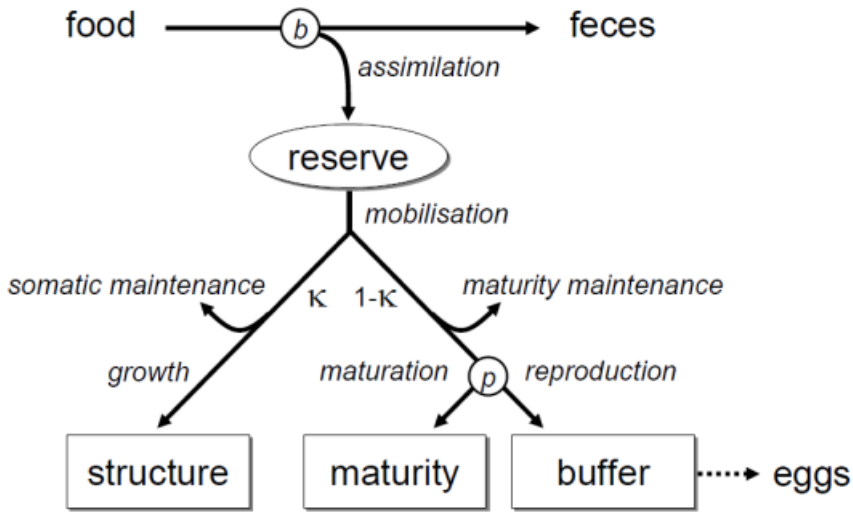 food
b
feces
assimilation
reserve
mobilisation
somatic maintenance
κ 1-κ
maturity maintenance
growth
maturation
p
reproduction
structure
maturity
buffer
eggs